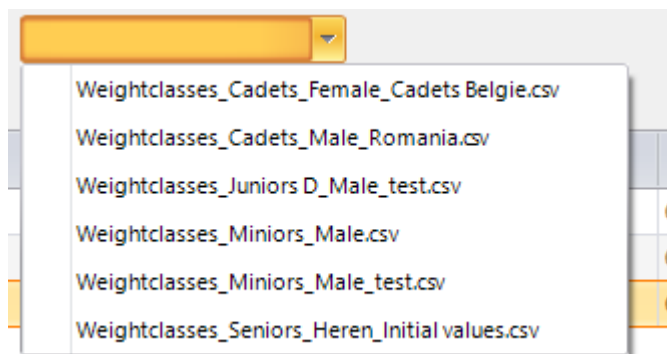 Weightclasses_Cadets_Female_Cadets Belgie.csv
Weightclasses_Cadets_Male_Romania.csv
Weightclasses_Juniors D_Male_test.csv
Weightclasses_Miniors_Male.csv
Weightclasses_Miniors_Male_test.csv
Weightclasses_Seniors_Heren_Initial values.csv